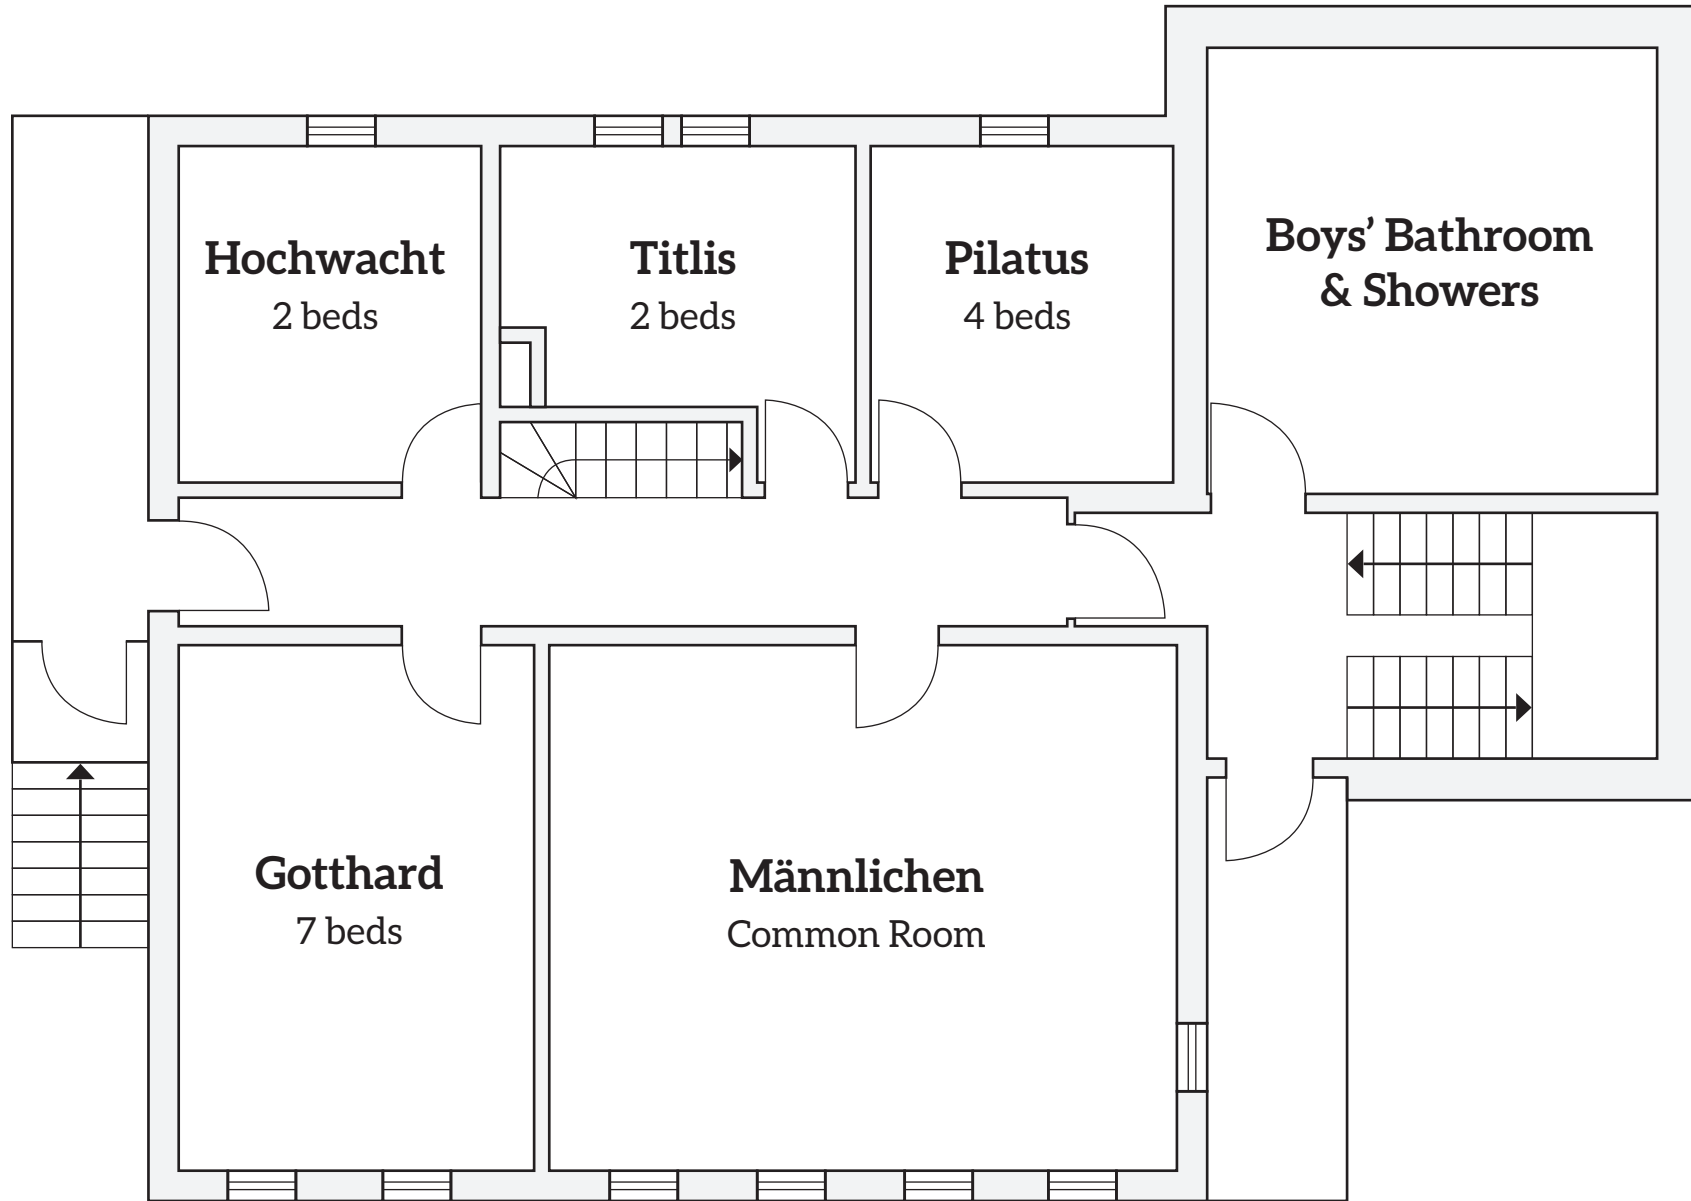 Hochwacht
2 beds
Titlis
2 beds
Pilatus
4 beds
Boys’ Bathroom
& Showers
Gotthard
7 beds
Männlichen
Common Room